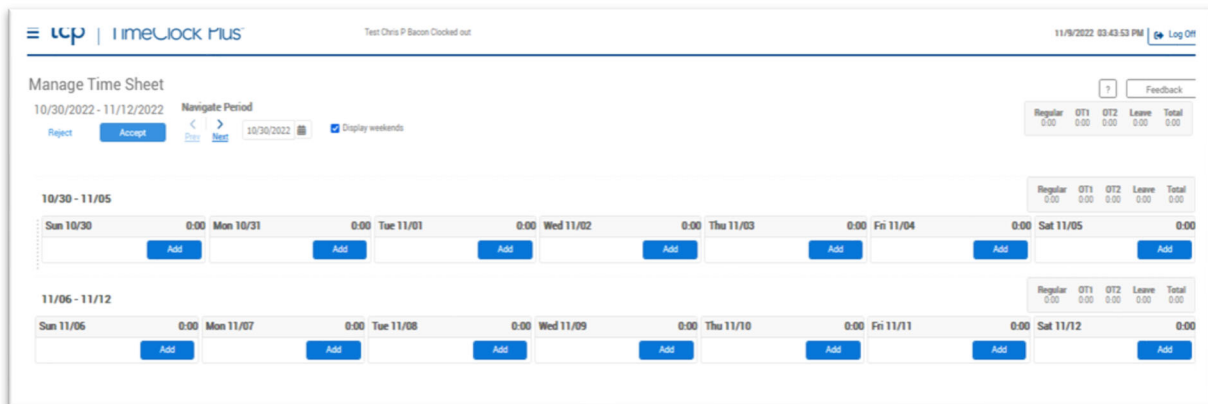 tcp | TimeClock Plus
Test Chris P Bacon Clocked out
11/9/2022 03:43:53 PM Log Off
Manage Time Sheet
? Feedback
10/30/2022 - 11/12/2022 Navigate Period
Reject Accept Prev Next 10/30/2022 Display weekends
Regular OT1 OT2 Leave Total
0:00 0:00 0:00 0:00 0:00
10/30 - 11/05
Regular OT1 OT2 Leave Total
0:00 0:00 0:00 0:00 0:00
Sun 10/30 0:00 Mon 10/31 0:00 Tue 11/01 0:00 Wed 11/02 0:00 Thu 11/03 0:00 Fri 11/04 0:00 Sat 11/05 0:00
Add Add Add Add Add Add Add
11/06 - 11/12
Regular OT1 OT2 Leave Total
0:00 0:00 0:00 0:00 0:00
Sun 11/06 0:00 Mon 11/07 0:00 Tue 11/08 0:00 Wed 11/09 0:00 Thu 11/10 0:00 Fri 11/11 0:00 Sat 11/12 0:00
Add Add Add Add Add Add Add